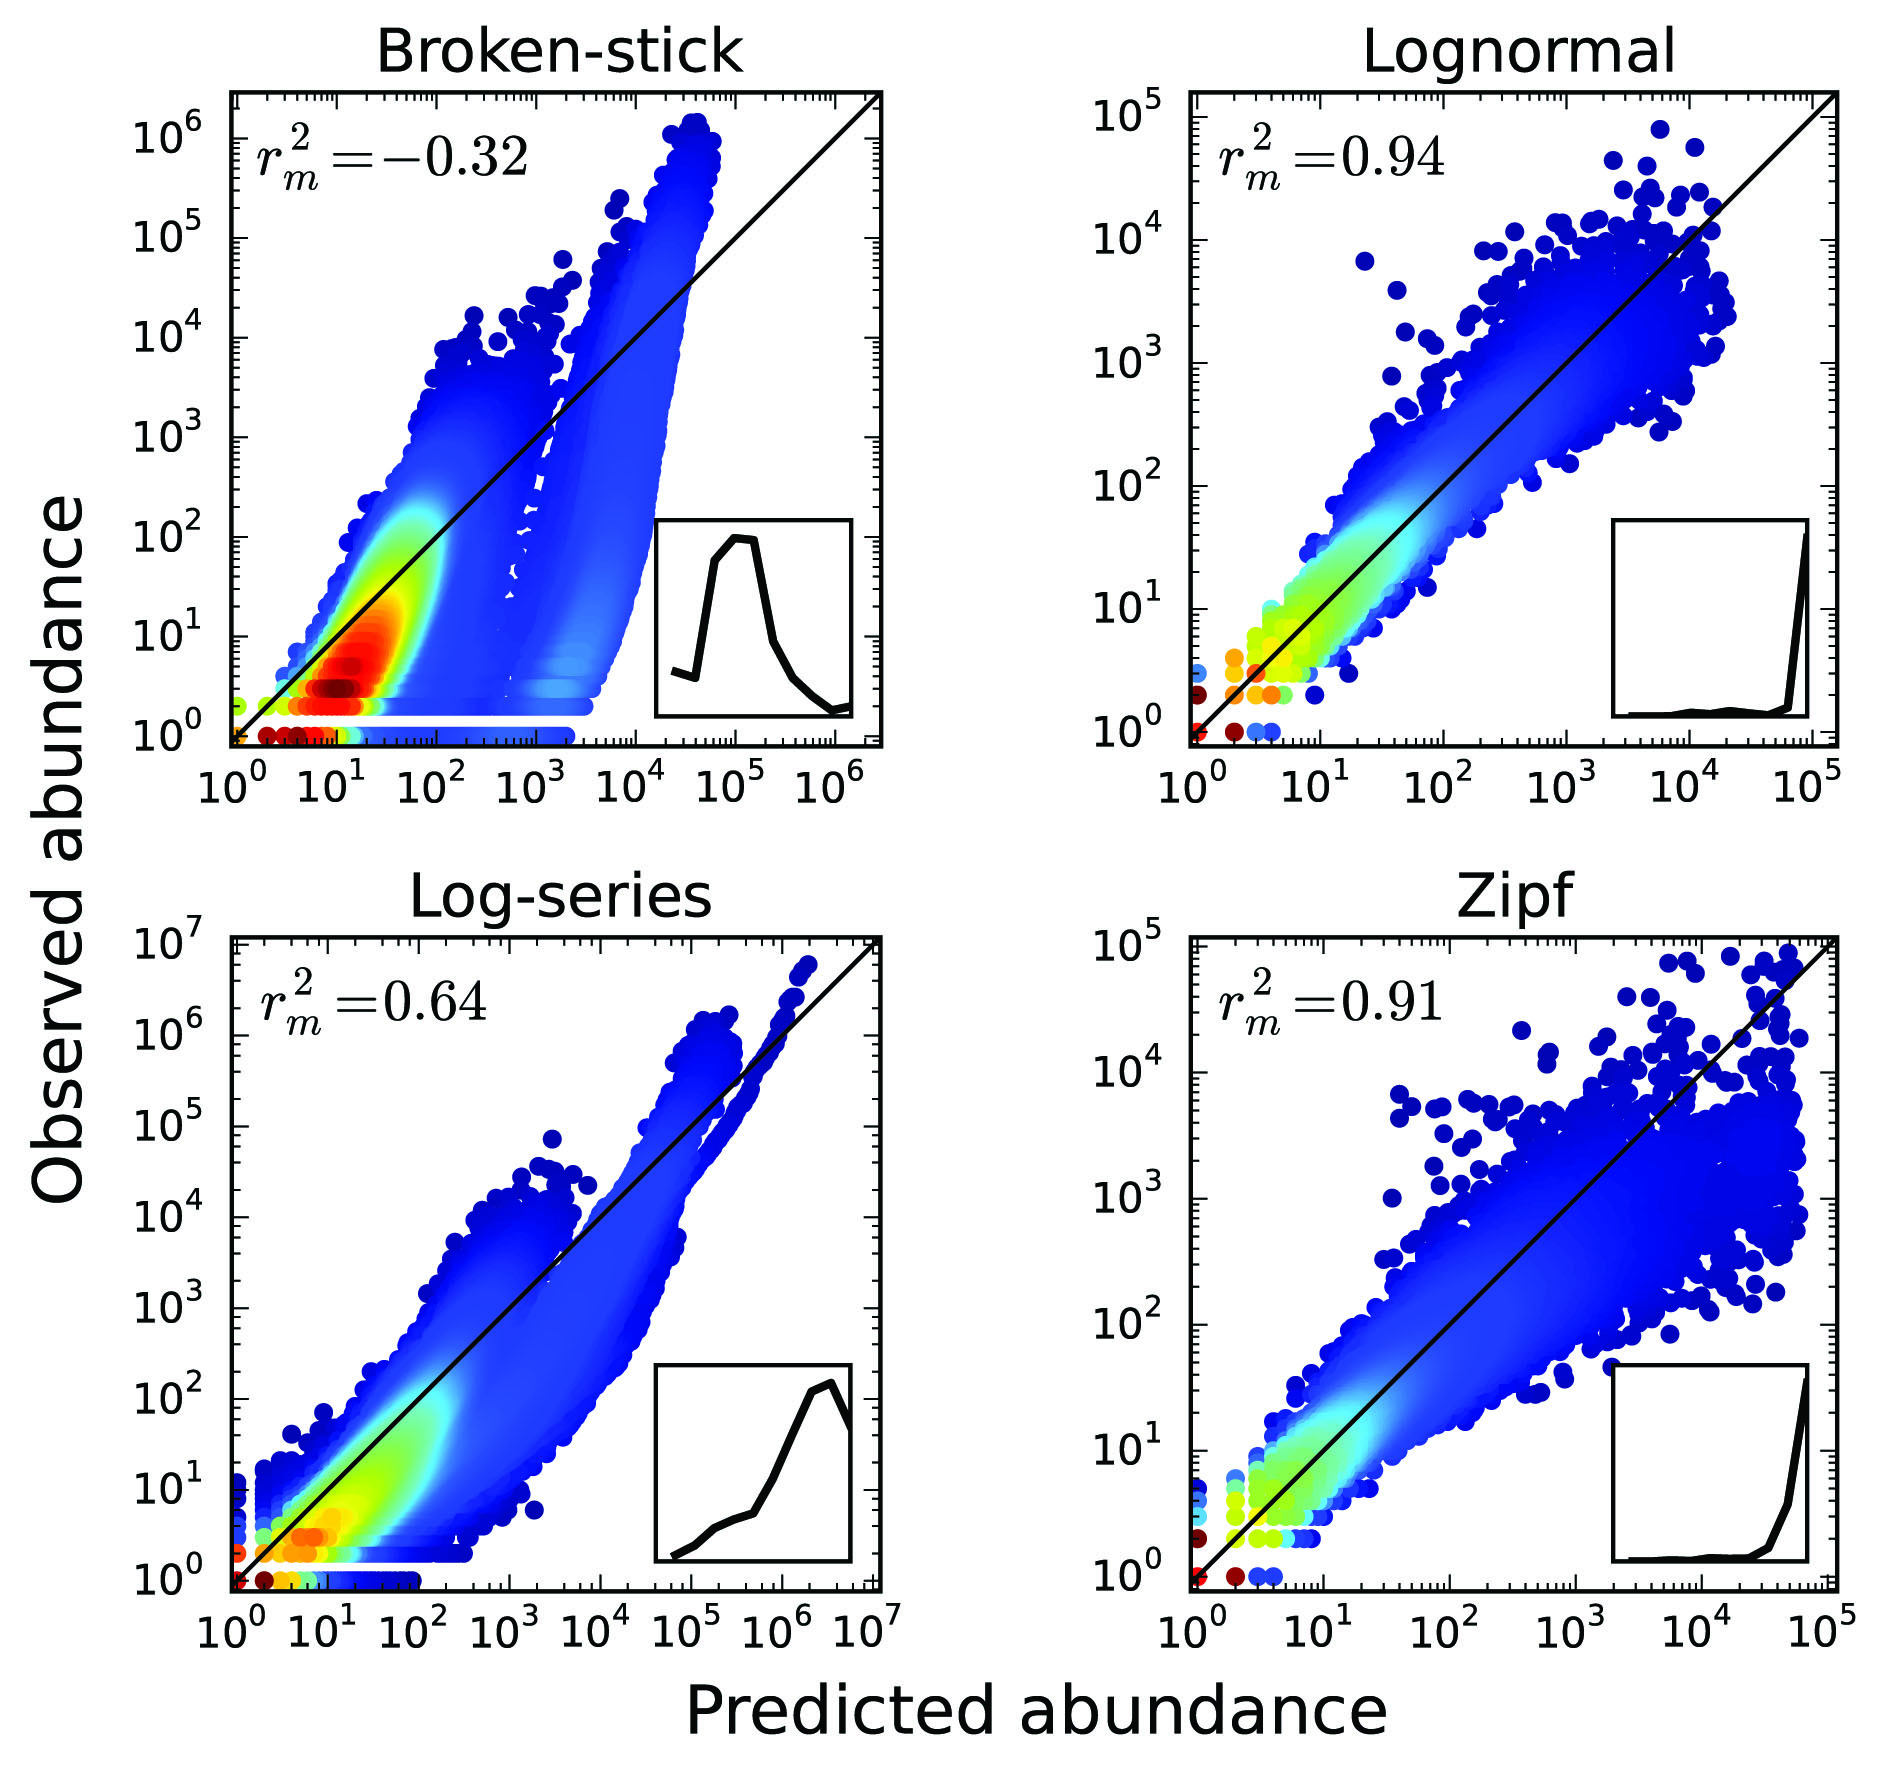 Broken-stick
r_m^2=−0.32
10^6
10^5
10^4
10^3
10^2
10^1
10^0
10^0 10^1 10^2 10^3 10^4 10^5 10^6
Lognormal
r_m^2=0.94
10^5
10^4
10^3
10^2
10^1
10^0
10^0 10^1 10^2 10^3 10^4 10^5
Observed abundance
Log-series
r_m^2=0.64
10^7
10^6
10^5
10^4
10^3
10^2
10^1
10^0
10^0 10^1 10^2 10^3 10^4 10^5 10^6 10^7
Zipf
r_m^2=0.91
10^5
10^4
10^3
10^2
10^1
10^0
10^0 10^1 10^2 10^3 10^4 10^5
Predicted abundance